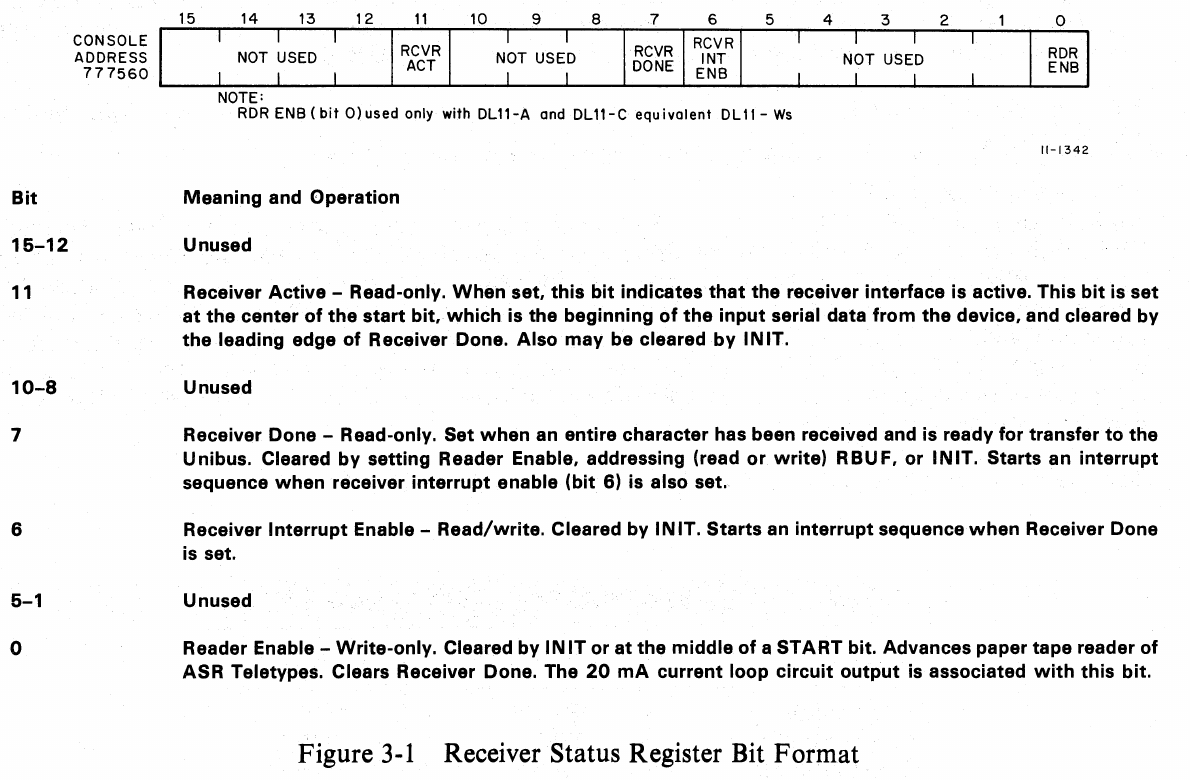 15 14 13 12 11 10 9 8 7 6 5 4 3 2 1 0
CONSOLE
ADDRESS
777560
NOT USED
RCVR
ACT
NOT USED
RCVR
DONE
RCVR
INT
ENB
NOT USED
RDR
ENB
NOTE:
RDR ENB (bit 0) used only with DL11-A and DL11-C equivalent DL11-Ws
11-1342
Bit Meaning and Operation
15–12 Unused
11 Receiver Active – Read-only. When set, this bit indicates that the receiver interface is active. This bit is set
at the center of the start bit, which is the beginning of the input serial data from the device, and cleared by
the leading edge of Receiver Done. Also may be cleared by INIT.
10–8 Unused
7 Receiver Done – Read-only. Set when an entire character has been received and is ready for transfer to the
Unibus. Cleared by setting Reader Enable, addressing (read or write) RBUF, or INIT. Starts an interrupt
sequence when receiver interrupt enable (bit 6) is also set.
6 Receiver Interrupt Enable – Read/write. Cleared by INIT. Starts an interrupt sequence when Receiver Done
is set.
5–1 Unused
0 Reader Enable – Write-only. Cleared by INIT or at the middle of a START bit. Advances paper tape reader of
ASR Teletypes. Clears Receiver Done. The 20 mA current loop circuit output is associated with this bit.
Figure 3-1 Receiver Status Register Bit Format